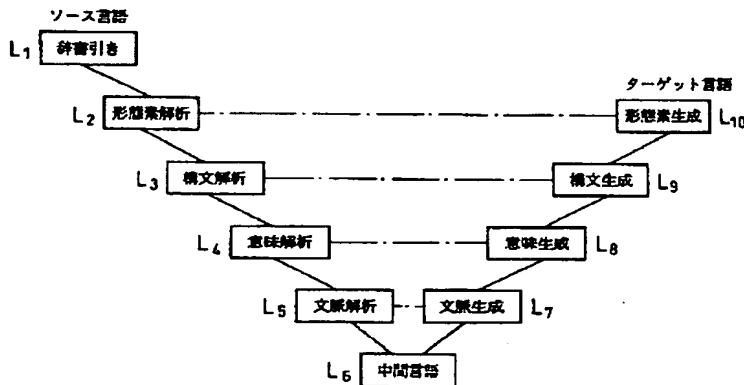 ソース言語
L1 辞書引き
ターゲット言語
L2 形態素解析 形態素生成 L10
L3 構文解析 構文生成 L9
L4 意味解析 意味生成 L8
L5 文脈解析 文脈生成 L7
L6 中間言語